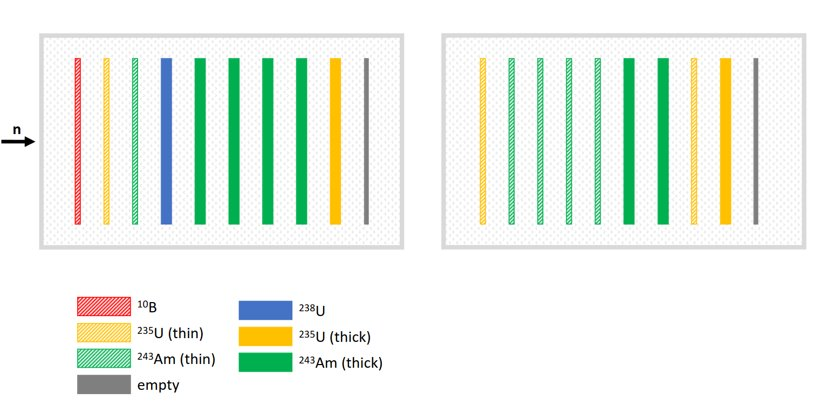 n
¹⁰B
²³⁵U (thin)
²⁴³Am (thin)
empty
²³⁸U
²³⁵U (thick)
²⁴³Am (thick)